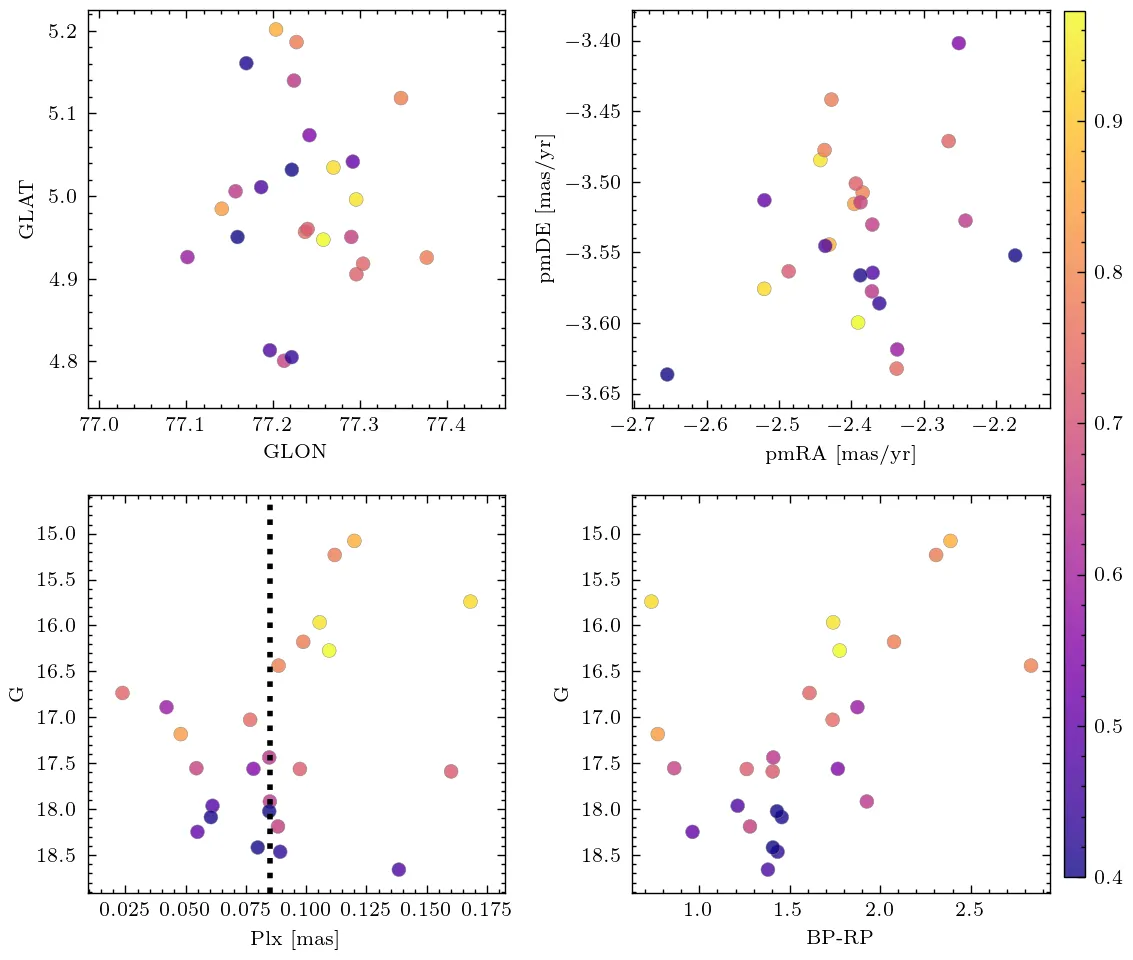 5.2
5.1
5.0
4.9
4.8
GLAT
77.0 77.1 77.2 77.3 77.4
GLON
−3.40
−3.45
−3.50
−3.55
−3.60
−3.65
pmDE [mas/yr]
−2.7 −2.6 −2.5 −2.4 −2.3 −2.2
pmRA [mas/yr]
0.9
0.8
0.7
0.6
0.5
0.4
15.0
15.5
16.0
16.5
17.0
17.5
18.0
18.5
G
0.025 0.050 0.075 0.100 0.125 0.150 0.175
Plx [mas]
15.0
15.5
16.0
16.5
17.0
17.5
18.0
18.5
G
1.0 1.5 2.0 2.5
BP-RP